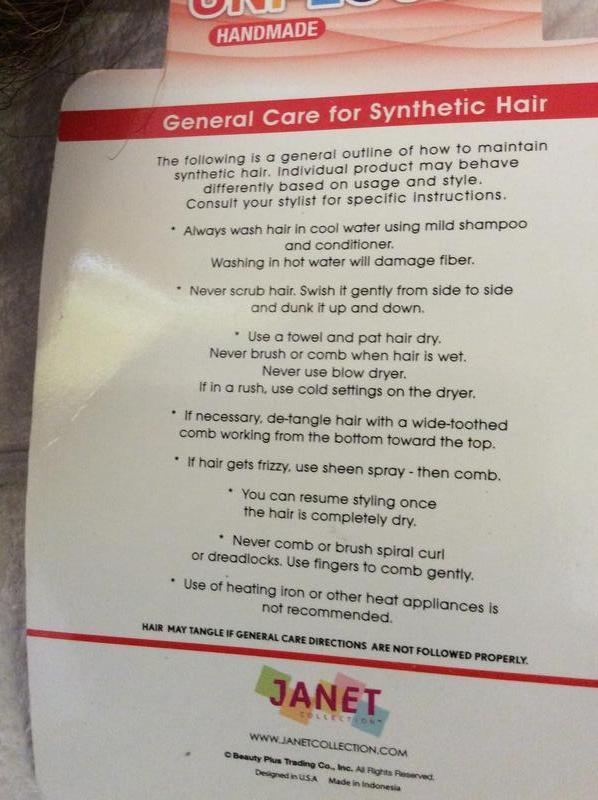 HANDMADE
General Care for Synthetic Hair
The following is a general outline of how to maintain
synthetic hair. Individual product may behave
differently based on usage and style.
Consult your stylist for specific instructions.
* Always wash hair in cool water using mild shampoo
and conditioner.
Washing in hot water will damage fiber.
* Never scrub hair. Swish it gently from side to side
and dunk it up and down.
* Use a towel and pat hair dry.
Never brush or comb when hair is wet.
Never use blow dryer.
If in a rush, use cold settings on the dryer.
* If necessary, de-tangle hair with a wide-toothed
comb working from the bottom toward the top.
* If hair gets frizzy, use sheen spray - then comb.
* You can resume styling once
the hair is completely dry.
* Never comb or brush spiral curl
or dreadlocks. Use fingers to comb gently.
* Use of heating iron or other heat appliances is
not recommended.
HAIR MAY TANGLE IF GENERAL CARE DIRECTIONS ARE NOT FOLLOWED PROPERLY.
JANET
COLLECTION™
WWW.JANETCOLLECTION.COM
© Beauty Plus Trading Co., Inc. All Rights Reserved.
Designed in U.S.A Made in Indonesia